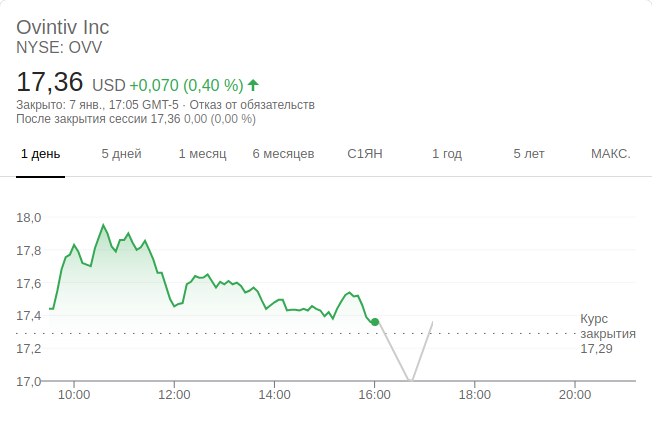 Ovintiv Inc
NYSE: OVV
17,36 USD +0,070 (0,40 %)
Закрыто: 7 янв., 17:05 GMT-5 · Отказ от обязательств
После закрытия сессии 17,36 0,00 (0,00 %)
1 день 5 дней 1 месяц 6 месяцев С1ЯН 1 год 5 лет МАКС.
18,0
17,8
17,6
17,4
17,2
17,0
Курс
закрытия
17,29
10:00 12:00 14:00 16:00 18:00 20:00